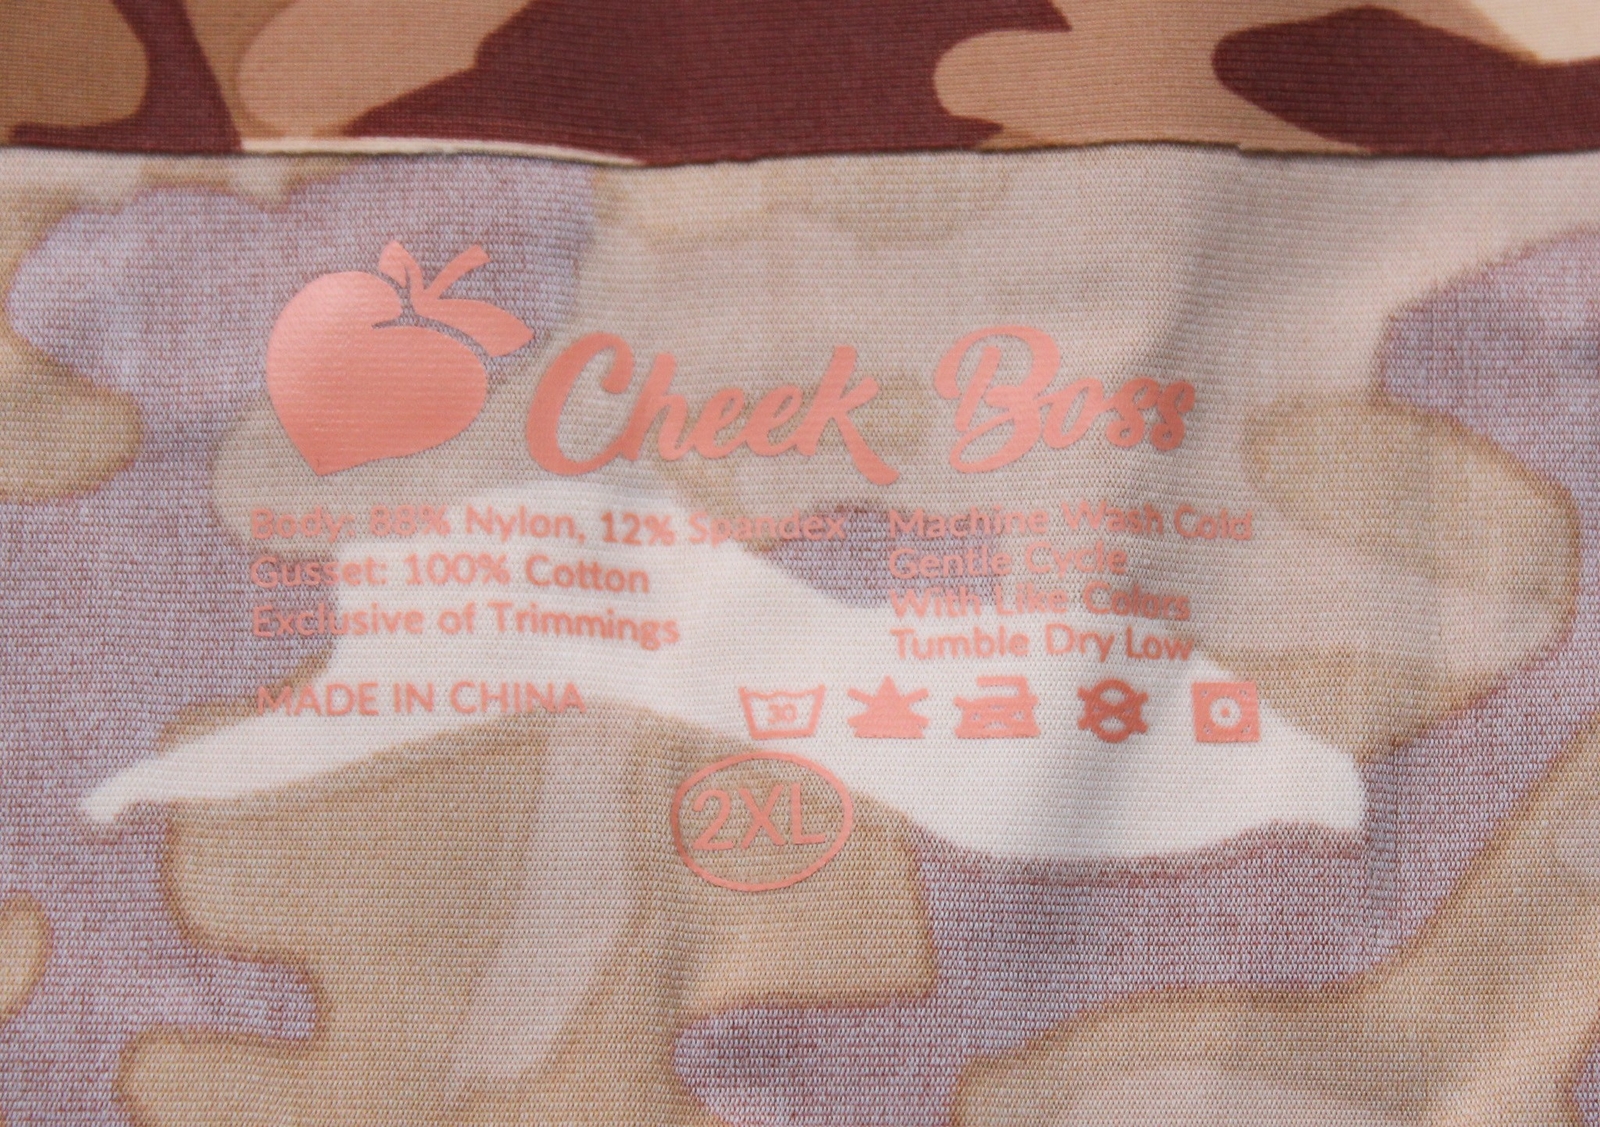 Cheek Boss
Body: 88% Nylon, 12% Spandex
Gusset: 100% Cotton
Exclusive of Trimmings
MADE IN CHINA
Machine Wash Cold
Gentle Cycle
With Like Colors
Tumble Dry Low
30
2XL